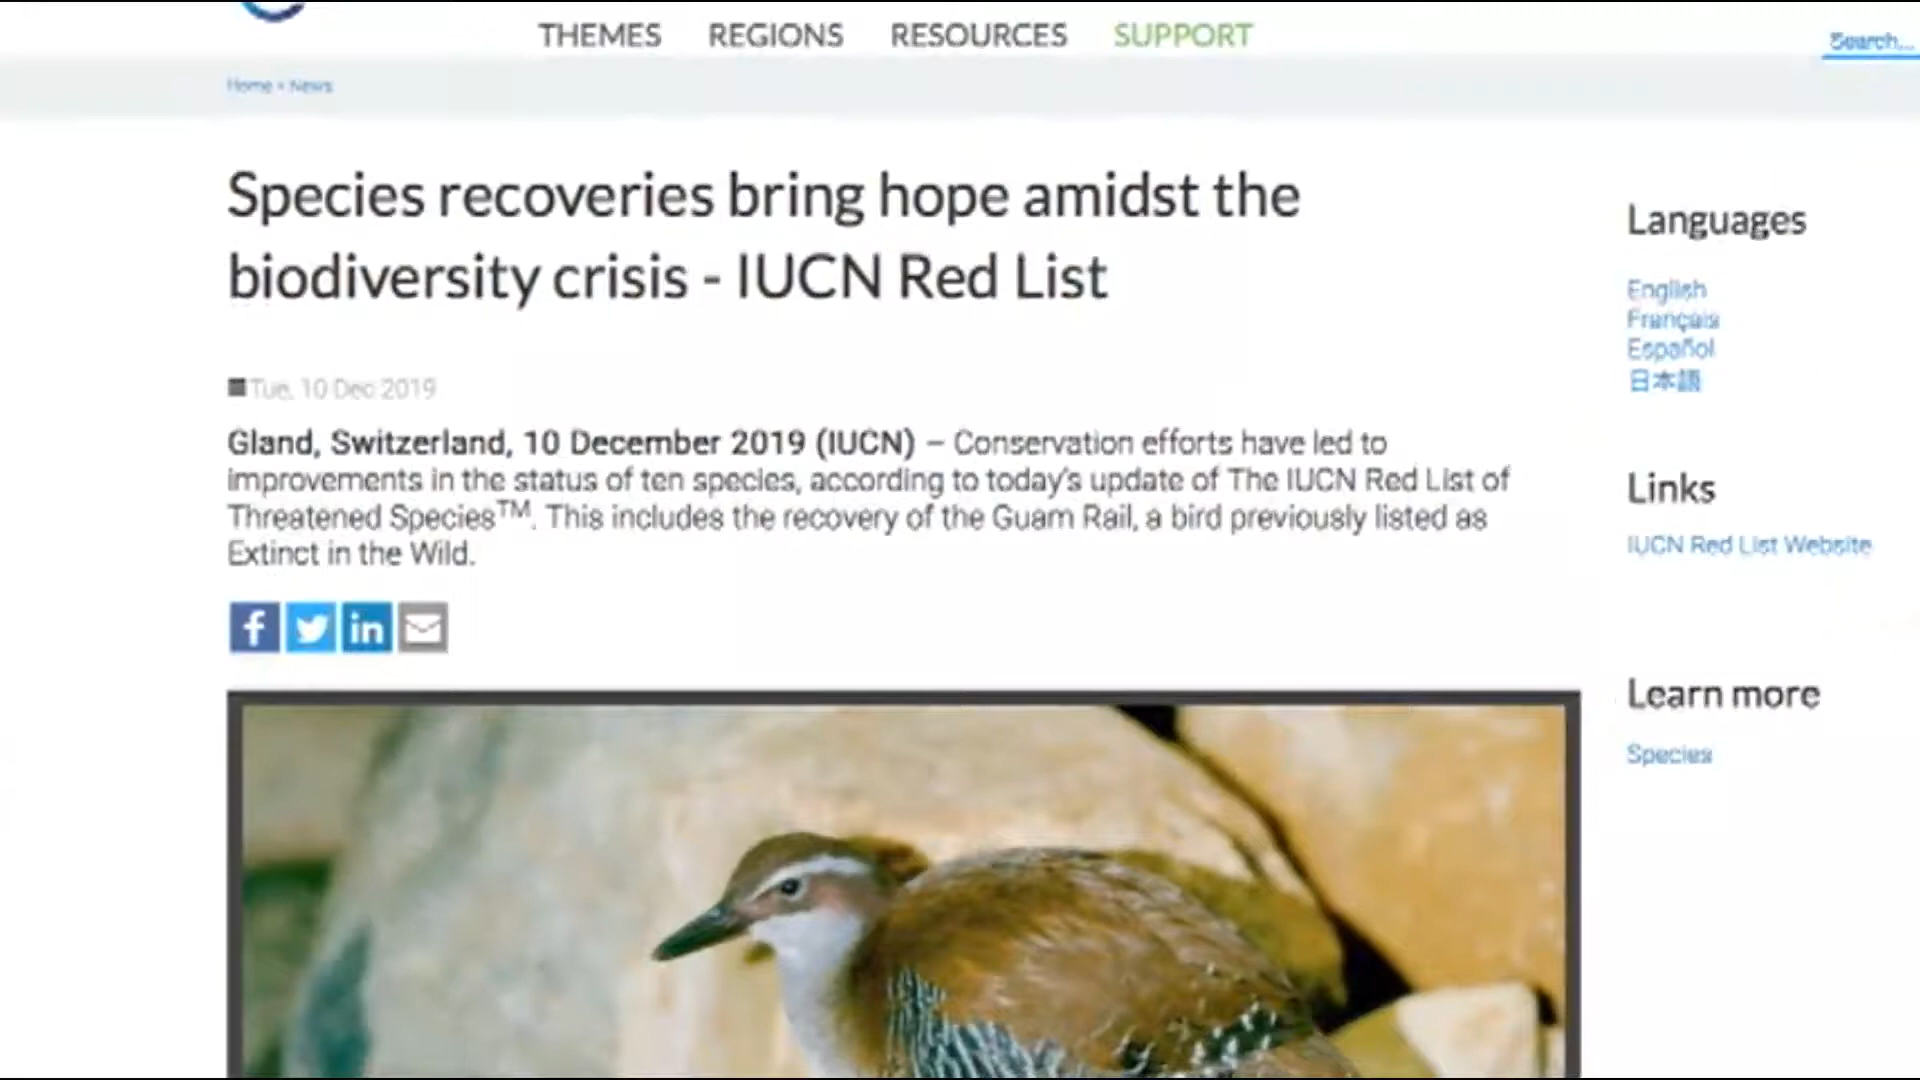 THEMES REGIONS RESOURCES SUPPORT
Search...
Home » News
Species recoveries bring hope amidst the
biodiversity crisis - IUCN Red List
Tue, 10 Dec 2019
Gland, Switzerland, 10 December 2019 (IUCN) – Conservation efforts have led to
improvements in the status of ten species, according to today's update of The IUCN Red List of
Threatened Species™. This includes the recovery of the Guam Rail, a bird previously listed as
Extinct in the Wild.
f in
Languages
English
Français
Español
日本語
Links
IUCN Red List Website
Learn more
Species